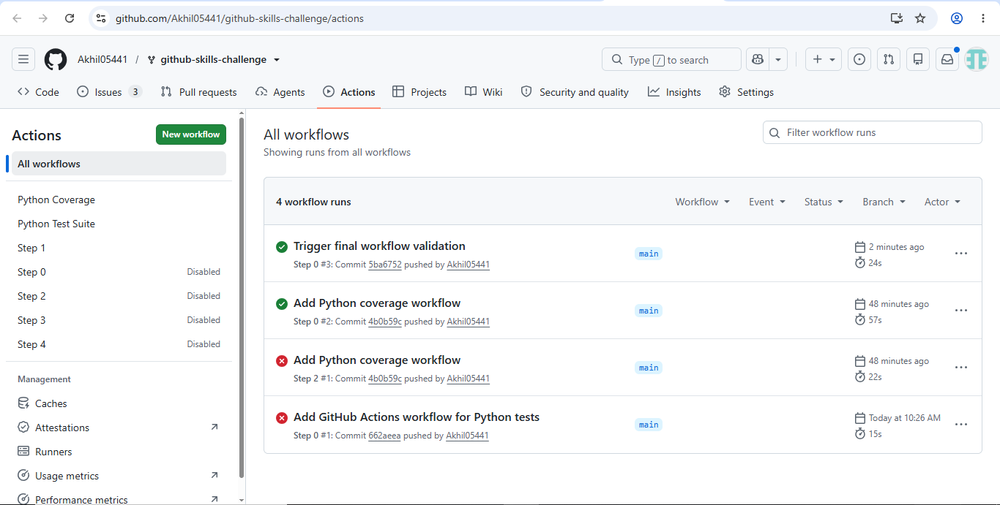 github.com/Akhil05441/github-skills-challenge/actions
Akhil05441 / github-skills-challenge
Type / to search
Code
Issues 3
Pull requests
Agents
Actions
Projects
Wiki
Security and quality
Insights
Settings
Actions
New workflow
All workflows
Python Coverage
Python Test Suite
Step 1
Step 0 Disabled
Step 2 Disabled
Step 3 Disabled
Step 4 Disabled
Management
Caches
Attestations
Runners
Usage metrics
Performance metrics
All workflows
Showing runs from all workflows
Filter workflow runs
4 workflow runs
Workflow Event Status Branch Actor
Trigger final workflow validation
Step 0 #3: Commit 5ba6752 pushed by Akhil05441
main
2 minutes ago
24s
Add Python coverage workflow
Step 0 #2: Commit 4b0b59c pushed by Akhil05441
main
48 minutes ago
57s
Add Python coverage workflow
Step 2 #1: Commit 4b0b59c pushed by Akhil05441
main
48 minutes ago
22s
Add GitHub Actions workflow for Python tests
Step 0 #1: Commit 662aeea pushed by Akhil05441
main
Today at 10:26 AM
15s